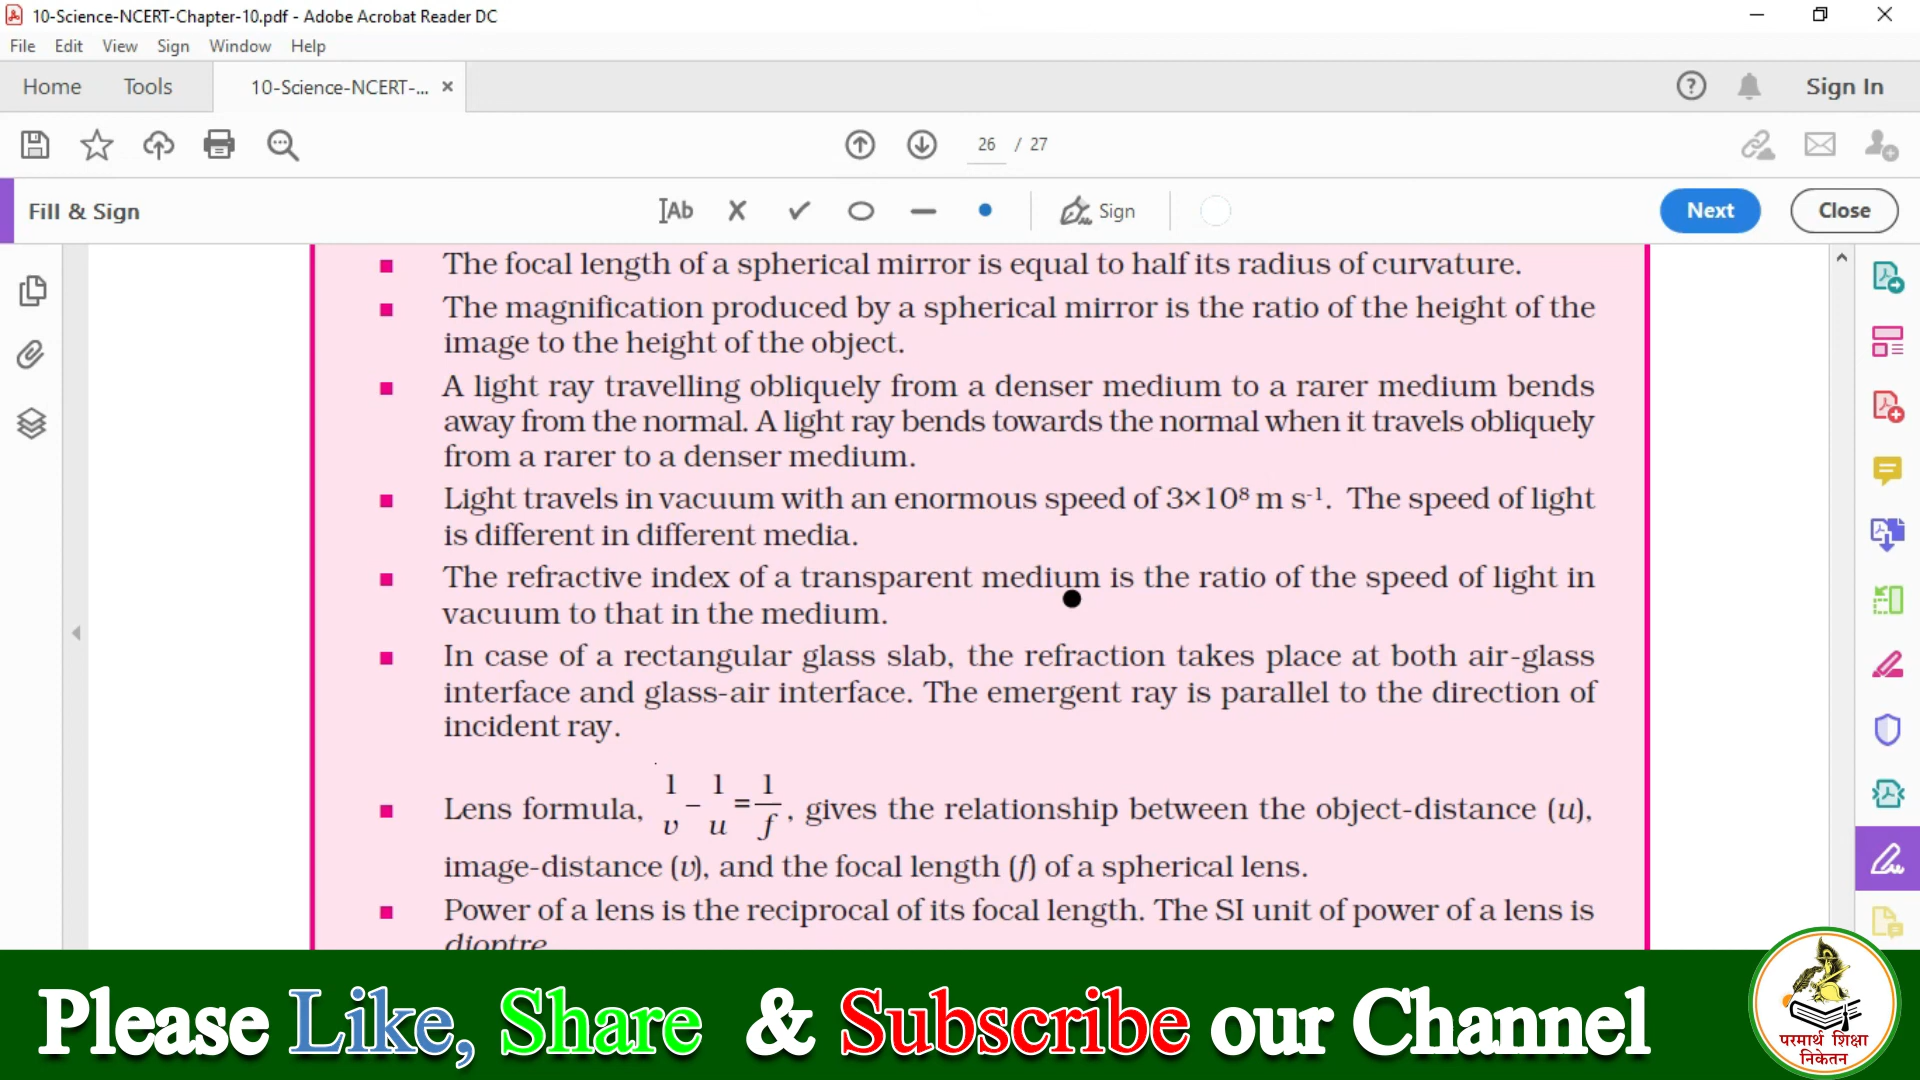 10-Science-NCERT-Chapter-10.pdf - Adobe Acrobat Reader DC
File Edit View Sign Window Help
Home Tools 10-Science-NCERT-... × Sign In
26 / 27
Fill & Sign Ab Sign Next Close
The focal length of a spherical mirror is equal to half its radius of curvature.
The magnification produced by a spherical mirror is the ratio of the height of the
image to the height of the object.
A light ray travelling obliquely from a denser medium to a rarer medium bends
away from the normal. A light ray bends towards the normal when it travels obliquely
from a rarer to a denser medium.
Light travels in vacuum with an enormous speed of 3×10⁸ m s⁻¹. The speed of light
is different in different media.
The refractive index of a transparent medium is the ratio of the speed of light in
vacuum to that in the medium.
In case of a rectangular glass slab, the refraction takes place at both air-glass
interface and glass-air interface. The emergent ray is parallel to the direction of
incident ray.
Lens formula, 1/v – 1/u = 1/f, gives the relationship between the object-distance (u),
image-distance (v), and the focal length (f) of a spherical lens.
Power of a lens is the reciprocal of its focal length. The SI unit of power of a lens is
dioptre
Please Like, Share & Subscribe our Channel
परमार्थ शिक्षा
निकेतन